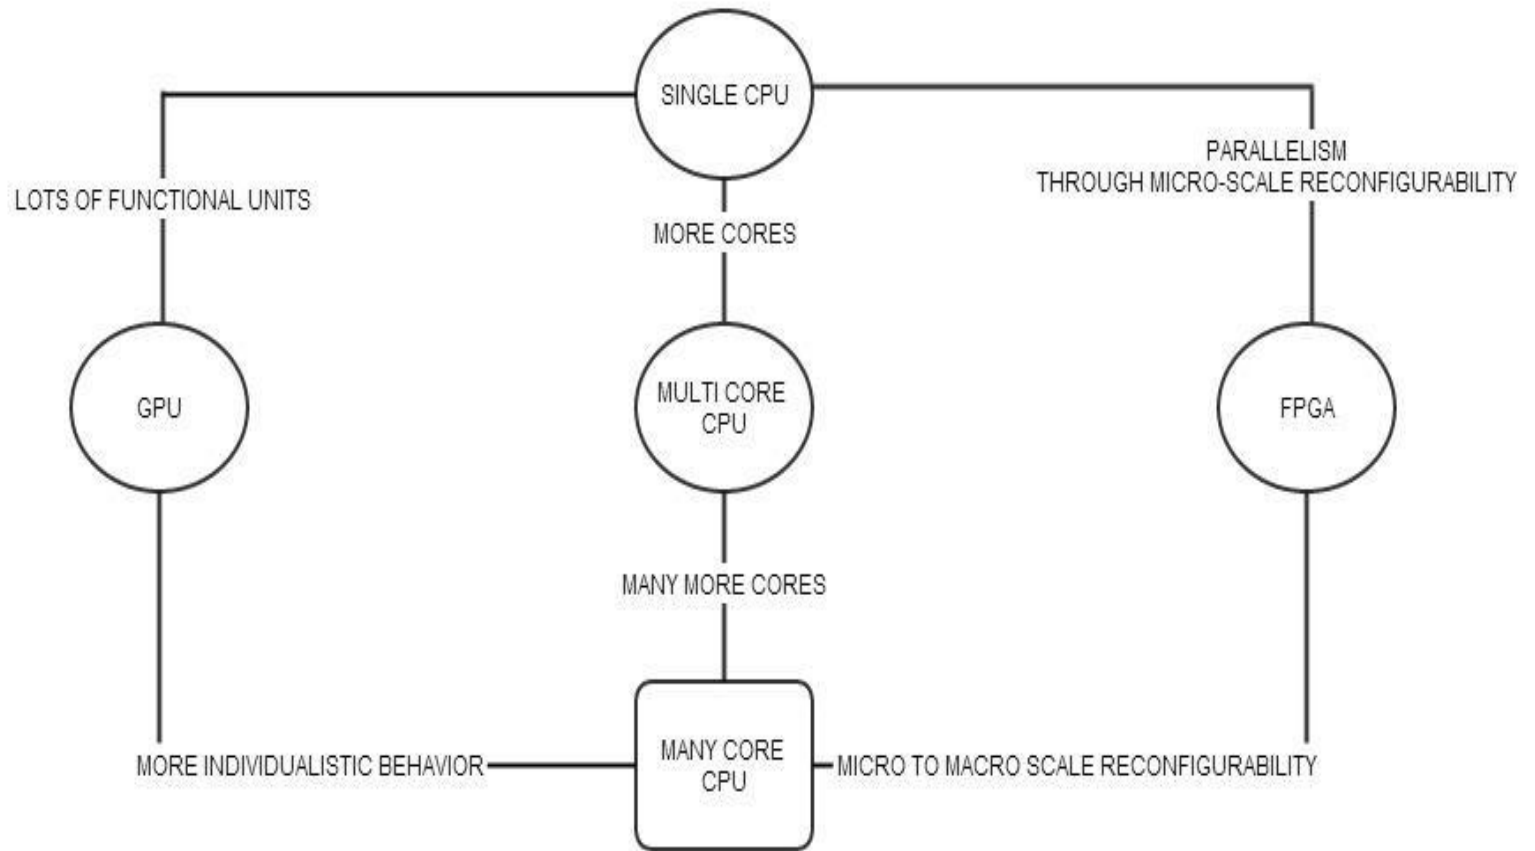 SINGLE CPU
PARALLELISM
THROUGH MICRO-SCALE RECONFIGURABILITY
LOTS OF FUNCTIONAL UNITS
MORE CORES
GPU
MULTI CORE
CPU
FPGA
MANY MORE CORES
MORE INDIVIDUALISTIC BEHAVIOR
MANY CORE
CPU
MICRO TO MACRO SCALE RECONFIGURABILITY